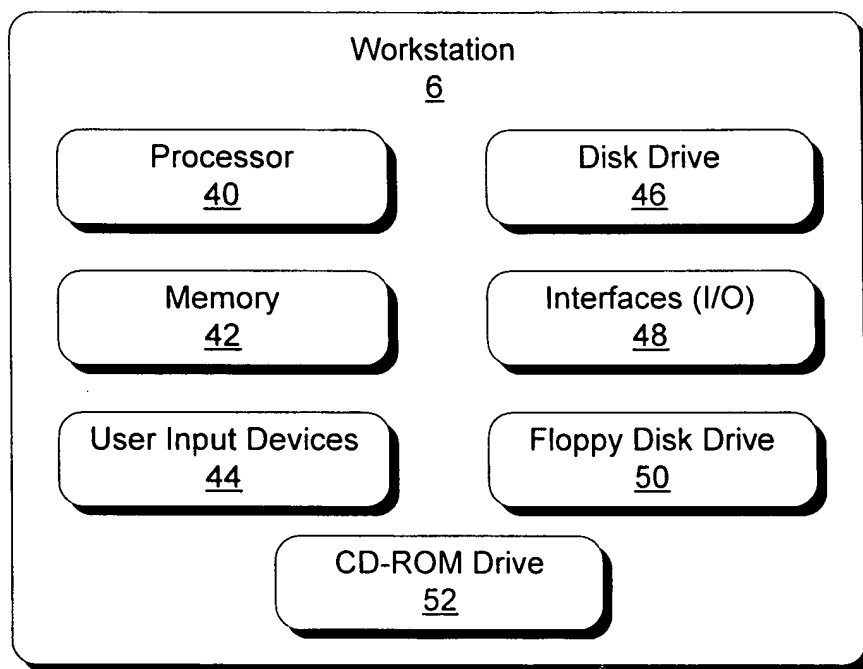 Workstation
6
Processor
40
Disk Drive
46
Memory
42
Interfaces (I/O)
48
User Input Devices
44
Floppy Disk Drive
50
CD-ROM Drive
52